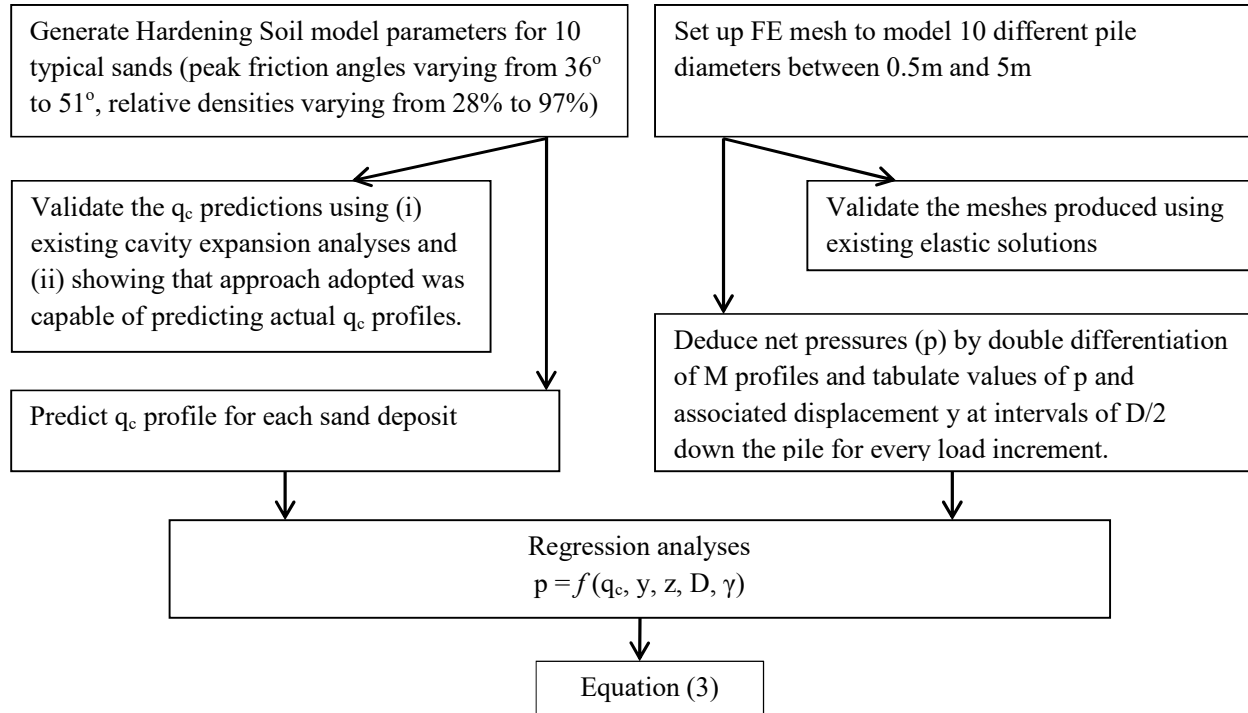 Generate Hardening Soil model parameters for 10
typical sands (peak friction angles varying from 36o
to 51o, relative densities varying from 28% to 97%)
Set up FE mesh to model 10 different pile
diameters between 0.5m and 5m
Validate the qc predictions using (i)
existing cavity expansion analyses and
(ii) showing that approach adopted was
capable of predicting actual qc profiles.
Validate the meshes produced using
existing elastic solutions
Predict qc profile for each sand deposit
Deduce net pressures (p) by double differentiation
of M profiles and tabulate values of p and
associated displacement y at intervals of D/2
down the pile for every load increment.
Regression analyses
p = f (qc, y, z, D, γ)
Equation (3)